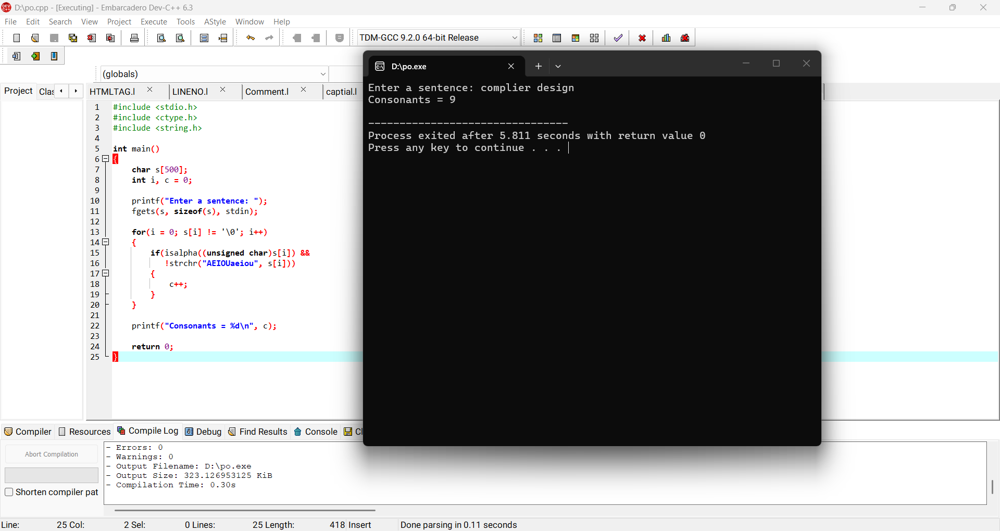 D:\po.cpp - [Executing] - Embarcadero Dev-C++ 6.3
File Edit Search View Project Execute Tools AStyle Window Help
TDM-GCC 9.2.0 64-bit Release
(globals)
Project
HTMLTAG.l LINENO.l Comment.l captial.l
1 #include <stdio.h>
2 #include <ctype.h>
3 #include <string.h>
4
5 int main()
6 {
7 char s[500];
8 int i, c = 0;
9
10 printf("Enter a sentence: ");
11 fgets(s, sizeof(s), stdin);
12
13 for(i = 0; s[i] != '\0'; i++)
14 {
15 if(isalpha((unsigned char)s[i]) &&
16 !strchr("AEIOUaeiou", s[i]))
17 {
18 c++;
19 }
20 }
21
22 printf("Consonants = %d\n", c);
23
24 return 0;
25 }
D:\po.exe
Enter a sentence: complier design
Consonants = 9
--------------------------------
Process exited after 5.811 seconds with return value 0
Press any key to continue . . .
Compiler Resources Compile Log Debug Find Results Console
Abort Compilation
Shorten compiler pat
- Errors: 0
- Warnings: 0
- Output Filename: D:\po.exe
- Output Size: 323.126953125 KiB
- Compilation Time: 0.30s
Line: 25 Col: 2 Sel: 0 Lines: 25 Length: 418 Insert Done parsing in 0.11 seconds